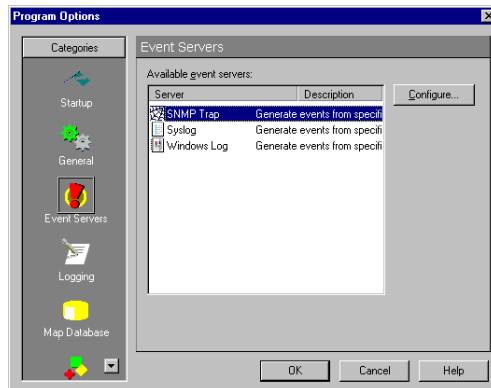 Program Options
Categories
Startup
General
Event Servers
Logging
Map Database
Event Servers
Available event servers:
Server Description
SNMP Trap Generate events from specifi
Syslog Generate events from specifi
Windows Log Generate events from specifi
Configure...
OK Cancel Help